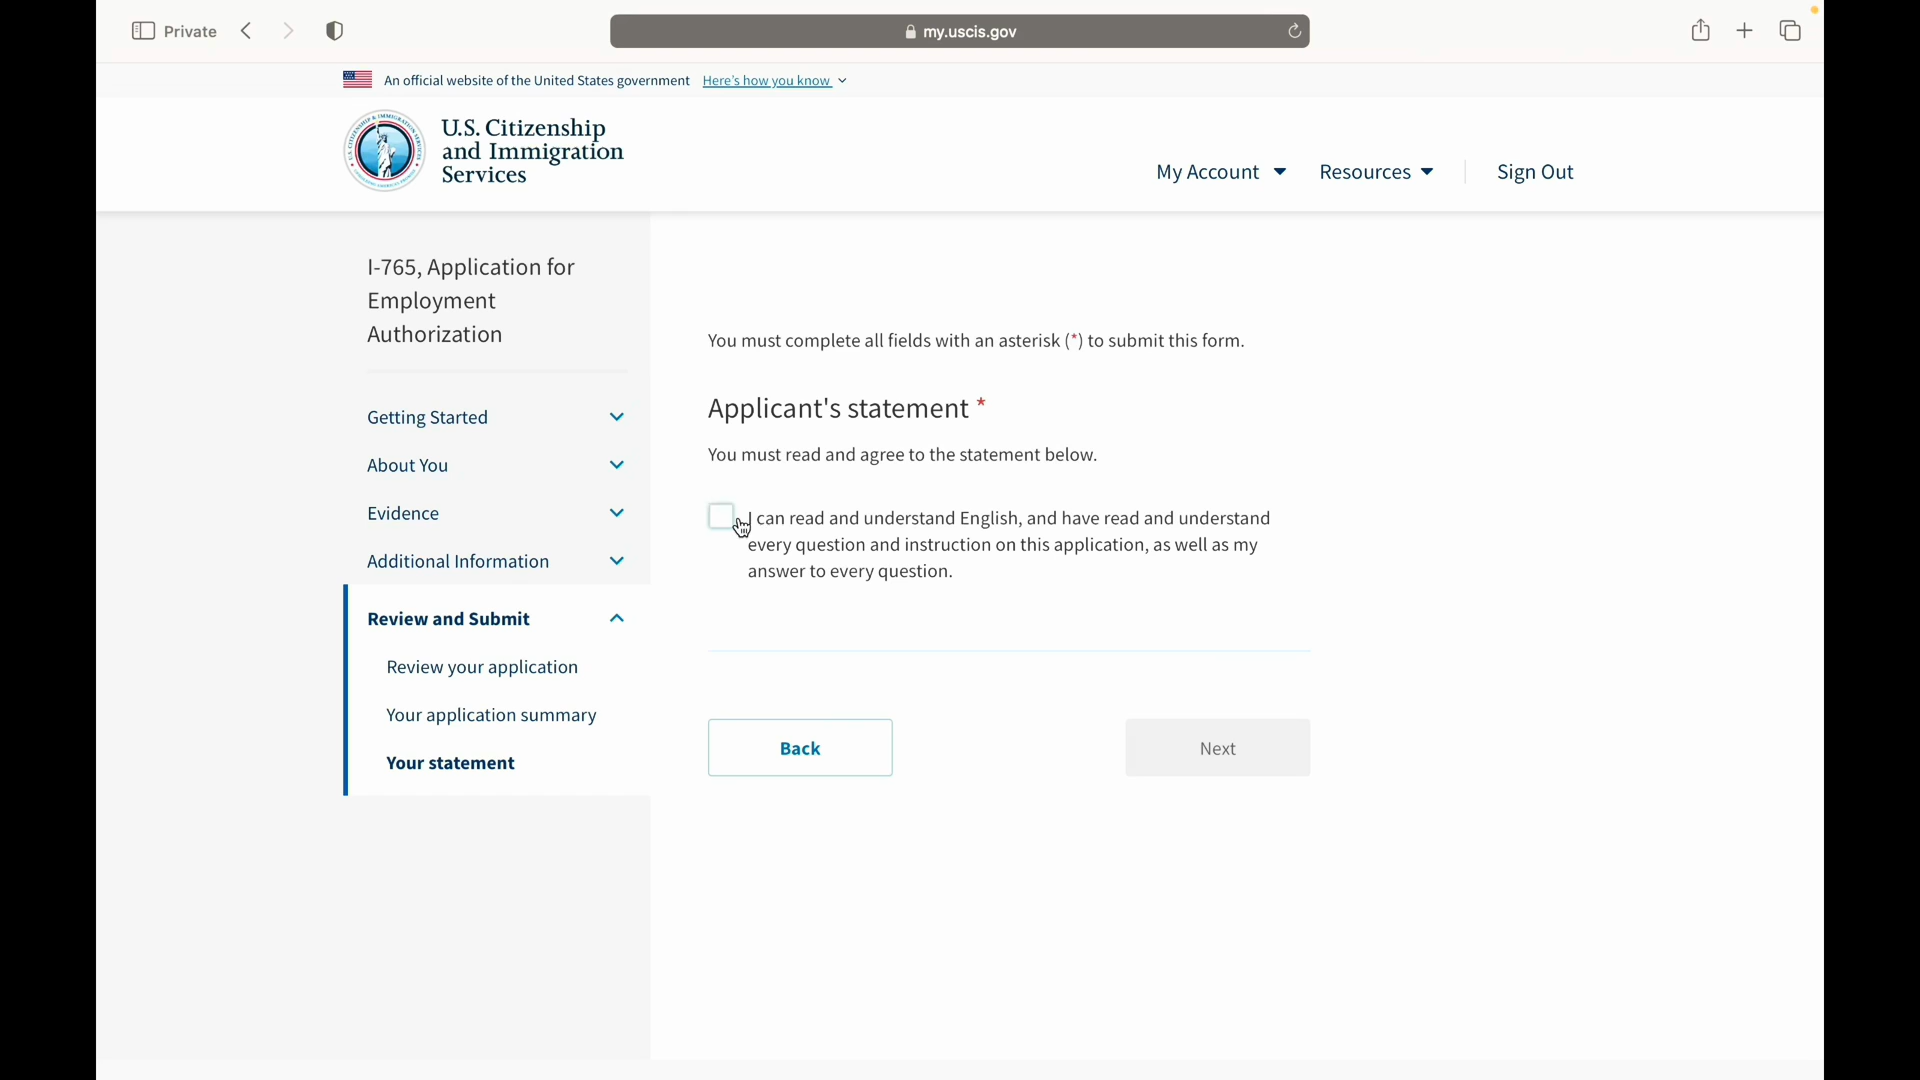 Private
my.uscis.gov
An official website of the United States government Here's how you know
U.S. Citizenship
and Immigration
Services
My Account
Resources
Sign Out
I-765, Application for
Employment
Authorization
Getting Started
About You
Evidence
Additional Information
Review and Submit
Review your application
Your application summary
Your statement
You must complete all fields with an asterisk (*) to submit this form.
Applicant's statement *
You must read and agree to the statement below.
I can read and understand English, and have read and understand
every question and instruction on this application, as well as my
answer to every question.
Back
Next